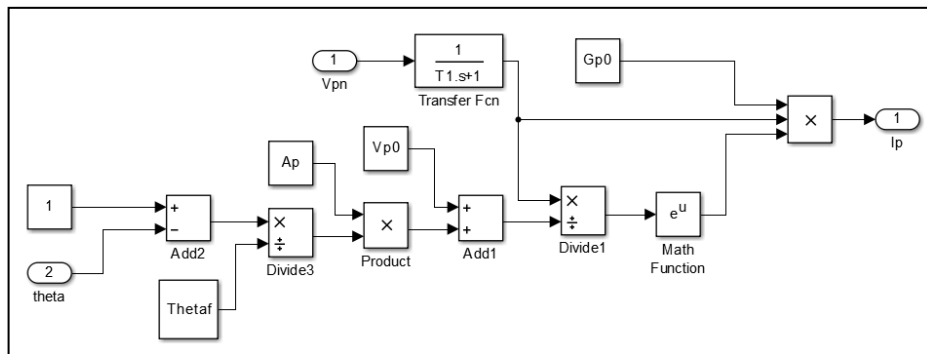 1
Vpn
1
T1.s+1
Transfer Fcn
Gp0
×
1
Ip
Vp0
Ap
1
+
−
Add2
2
theta
×
÷
Divide3
Thetaf
×
Product
+
+
Add1
×
÷
Divide1
eu
Math
Function